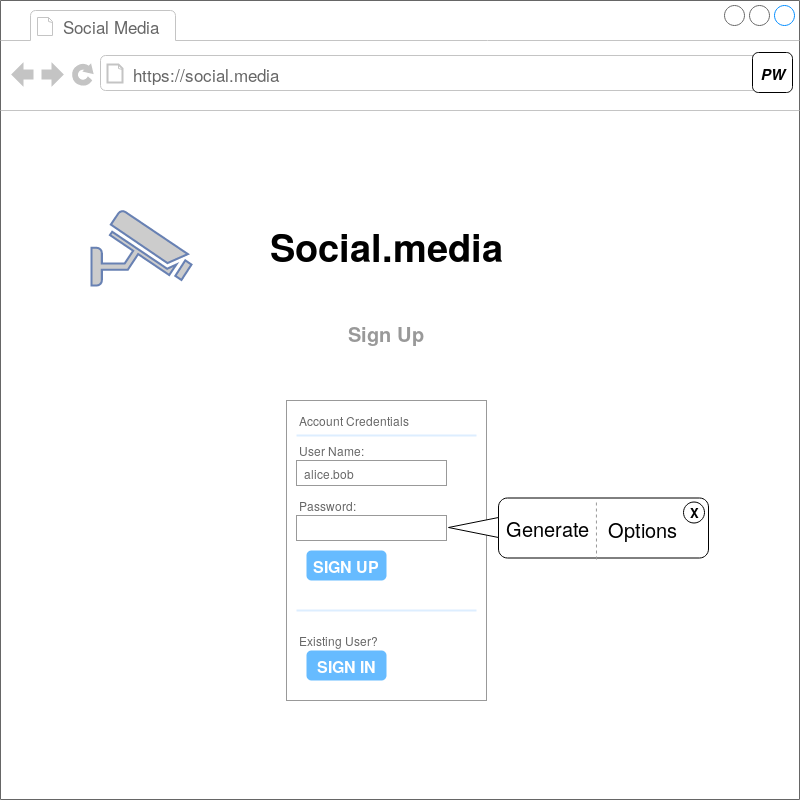 Social Media
https://social.media
PW
Social.media
Sign Up
Account Credentials
User Name:
alice.bob
Password:
Generate
Options
X
SIGN UP
Existing User?
SIGN IN